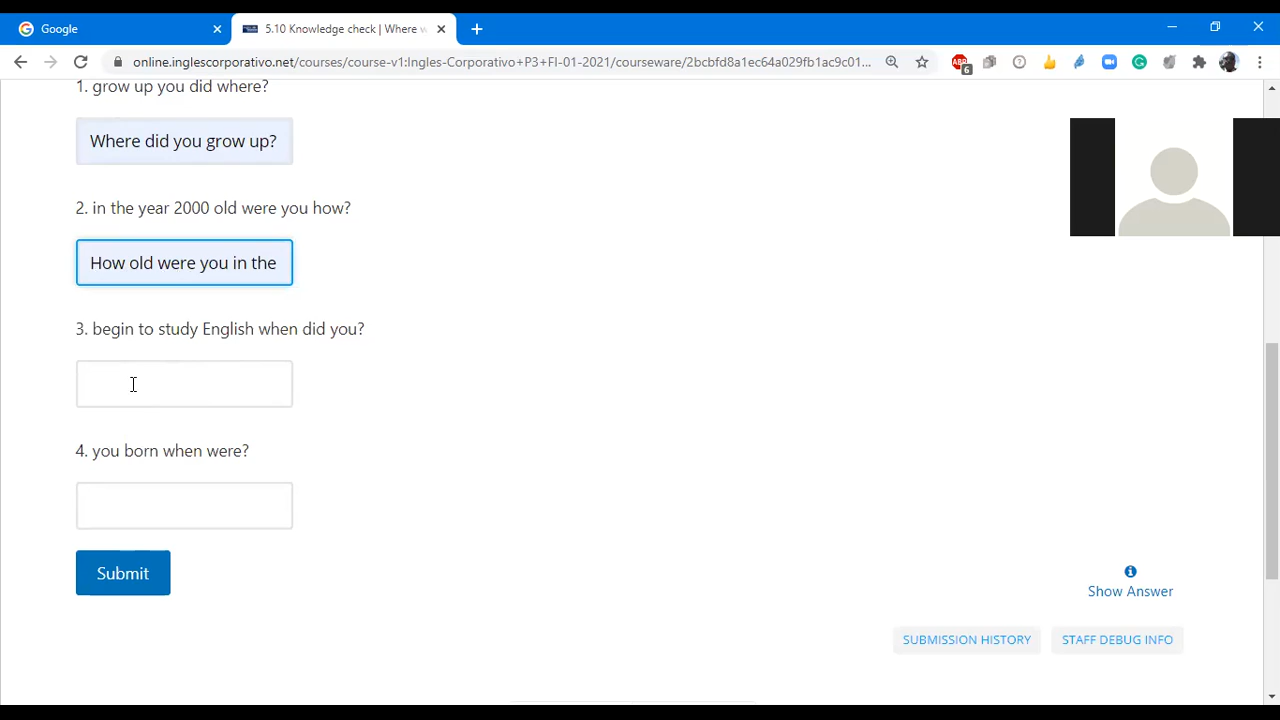 Google
5.10 Knowledge check | Where w
online.inglescorporativo.net/courses/course-v1:Ingles-Corporativo+P3+FI-01-2021/courseware/2bcbfd8a1ec64a029fb1ac9c01...
6
1. grow up you did where?
Where did you grow up?
2. in the year 2000 old were you how?
How old were you in the
3. begin to study English when did you?
4. you born when were?
Submit
Show Answer
SUBMISSION HISTORY
STAFF DEBUG INFO